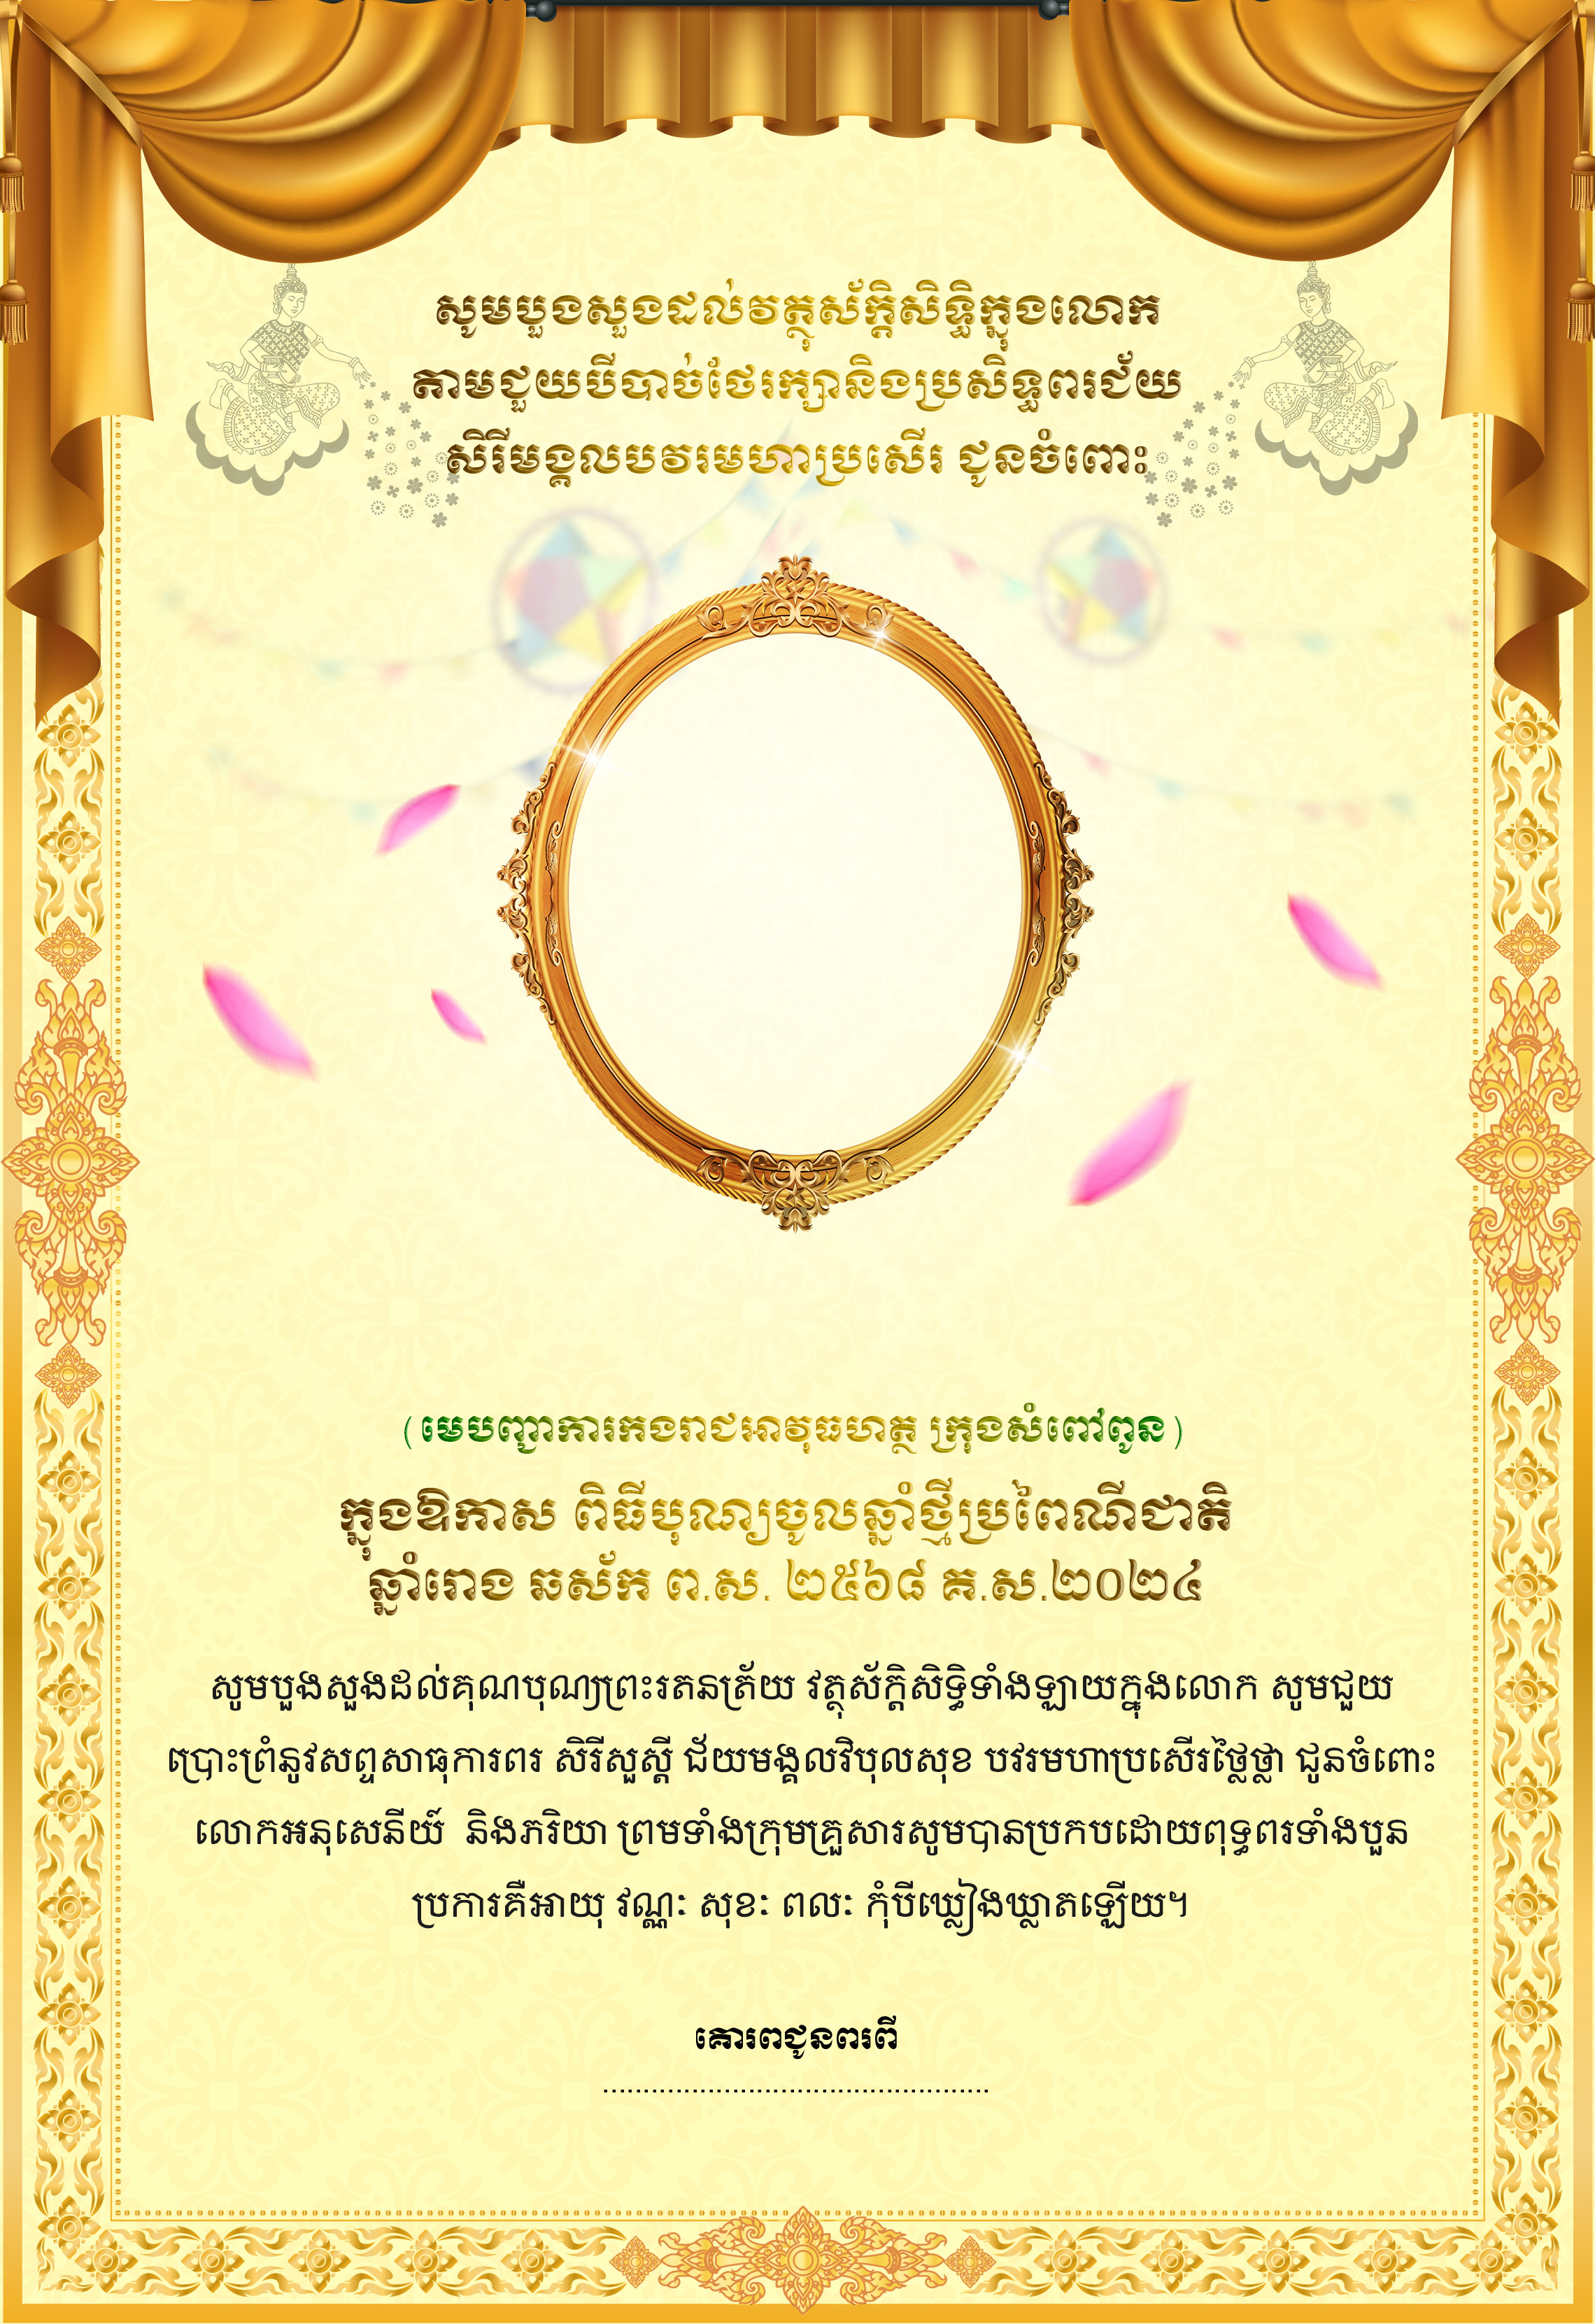 សូមបួងសួងដល់វត្ថុស័ក្តិសិទ្ធិក្នុងលោក
តាមជួយបីបាច់ថែរក្សានិងប្រសិទ្ធពរជ័យ
សិរីមង្គលបវរមហាប្រសើរ ជូនចំពោះ
(មេបញ្ជាការកងរាជអាវុធហត្ថ ក្រុងសំពៅពូន)
ក្នុងឱកាស ពិធីបុណ្យចូលឆ្នាំថ្មីប្រពៃណីជាតិ
ឆ្នាំរោង ឆស័ក ព.ស. ២៥៦៨ គ.ស.២០២៤
សូមបួងសួងដល់គុណបុណ្យព្រះរតនត្រ័យ វត្ថុស័ក្តិសិទ្ធិទាំងឡាយក្នុងលោក សូមជួយ
ប្រោះព្រំនូវសព្ទសាធុការពរ សិរីសួស្តី ជ័យមង្គលវិបុលសុខ បវរមហាប្រសើរថ្លៃថ្លា ជូនចំពោះ
លោកអនុសេនីយ៍ និងភរិយា ព្រមទាំងក្រុមគ្រួសារសូមបានប្រកបដោយពុទ្ធពរទាំងបួន
ប្រការគឺអាយុ វណ្ណៈ សុខៈ ពលៈ កុំបីឃ្លៀងឃ្លាតឡើយ។
គោរពជូនពរពី
................................................